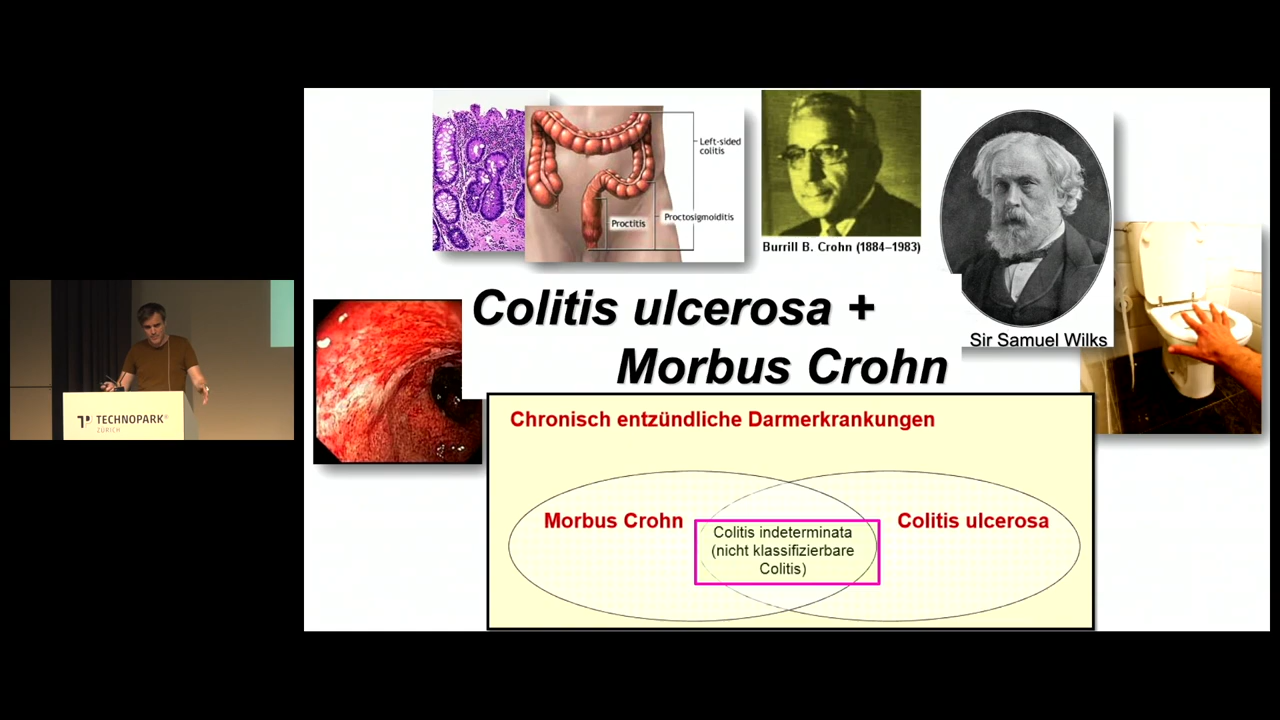 Left-sided
colitis
Proctitis
Proctosigmoiditis
Burrill B. Crohn (1884–1983)
Sir Samuel Wilks
Colitis ulcerosa +
Morbus Crohn
TECHNOPARK®
ZÜRICH
Chronisch entzündliche Darmerkrankungen
Morbus Crohn
Colitis indeterminata
(nicht klassifizierbare
Colitis)
Colitis ulcerosa